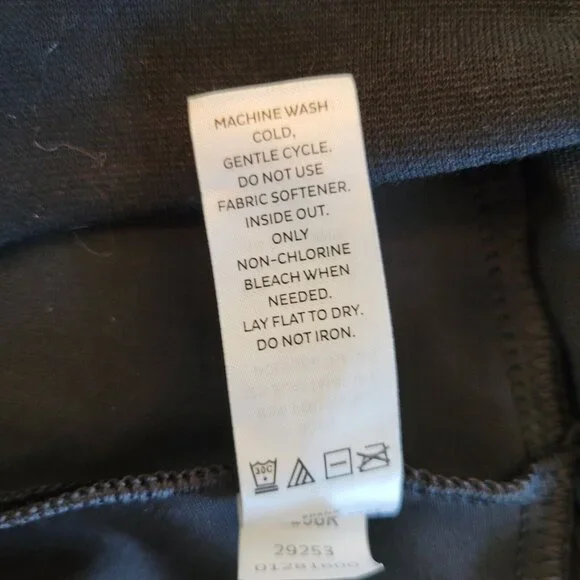 MACHINE WASH
COLD,
GENTLE CYCLE.
DO NOT USE
FABRIC SOFTENER.
INSIDE OUT.
ONLY
NON-CHLORINE
BLEACH WHEN
NEEDED.
LAY FLAT TO DRY.
DO NOT IRON.
30C
29253